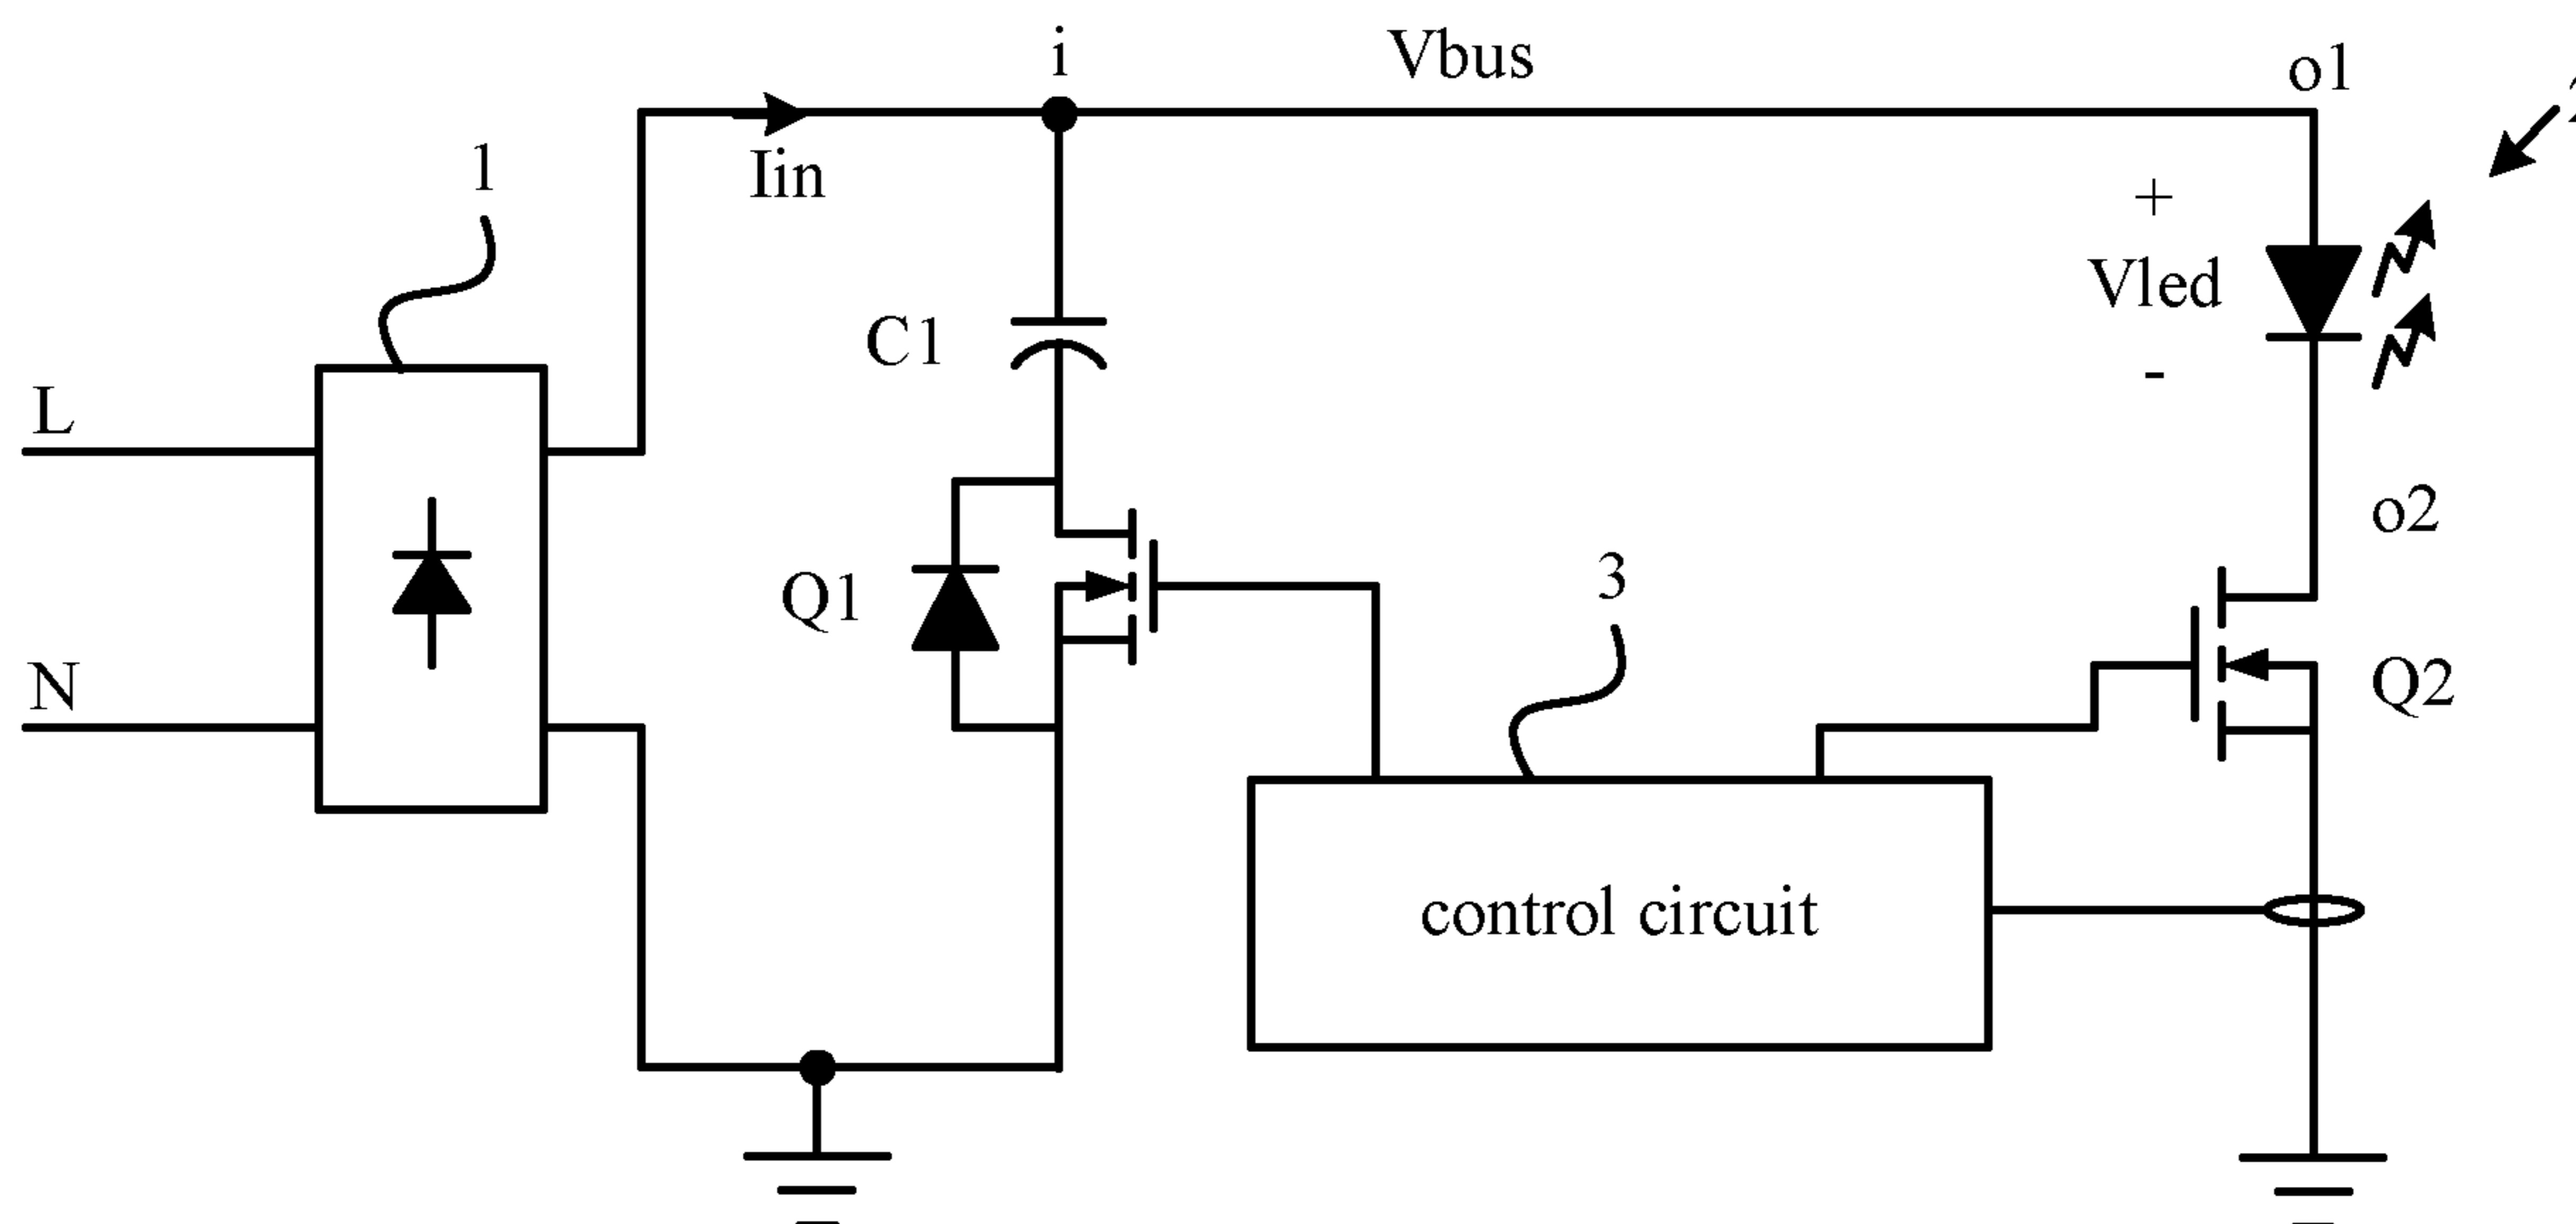 i
Vbus
o1
Iin
1
+
Vled
-
C1
L
N
Q1
3
o2
Q2
control circuit